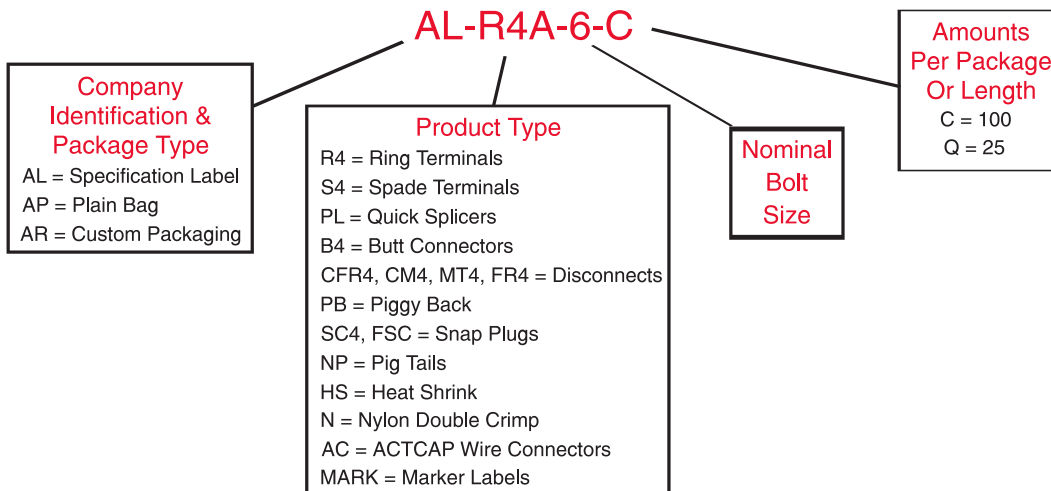 AL-R4A-6-C
Company
Identification &
Package Type
AL = Specification Label
AP = Plain Bag
AR = Custom Packaging
Product Type
R4 = Ring Terminals
S4 = Spade Terminals
PL = Quick Splicers
B4 = Butt Connectors
CFR4, CM4, MT4, FR4 = Disconnects
PB = Piggy Back
SC4, FSC = Snap Plugs
NP = Pig Tails
HS = Heat Shrink
N = Nylon Double Crimp
AC = ACTCAP Wire Connectors
MARK = Marker Labels
Nominal
Bolt
Size
Amounts
Per Package
Or Length
C = 100
Q = 25